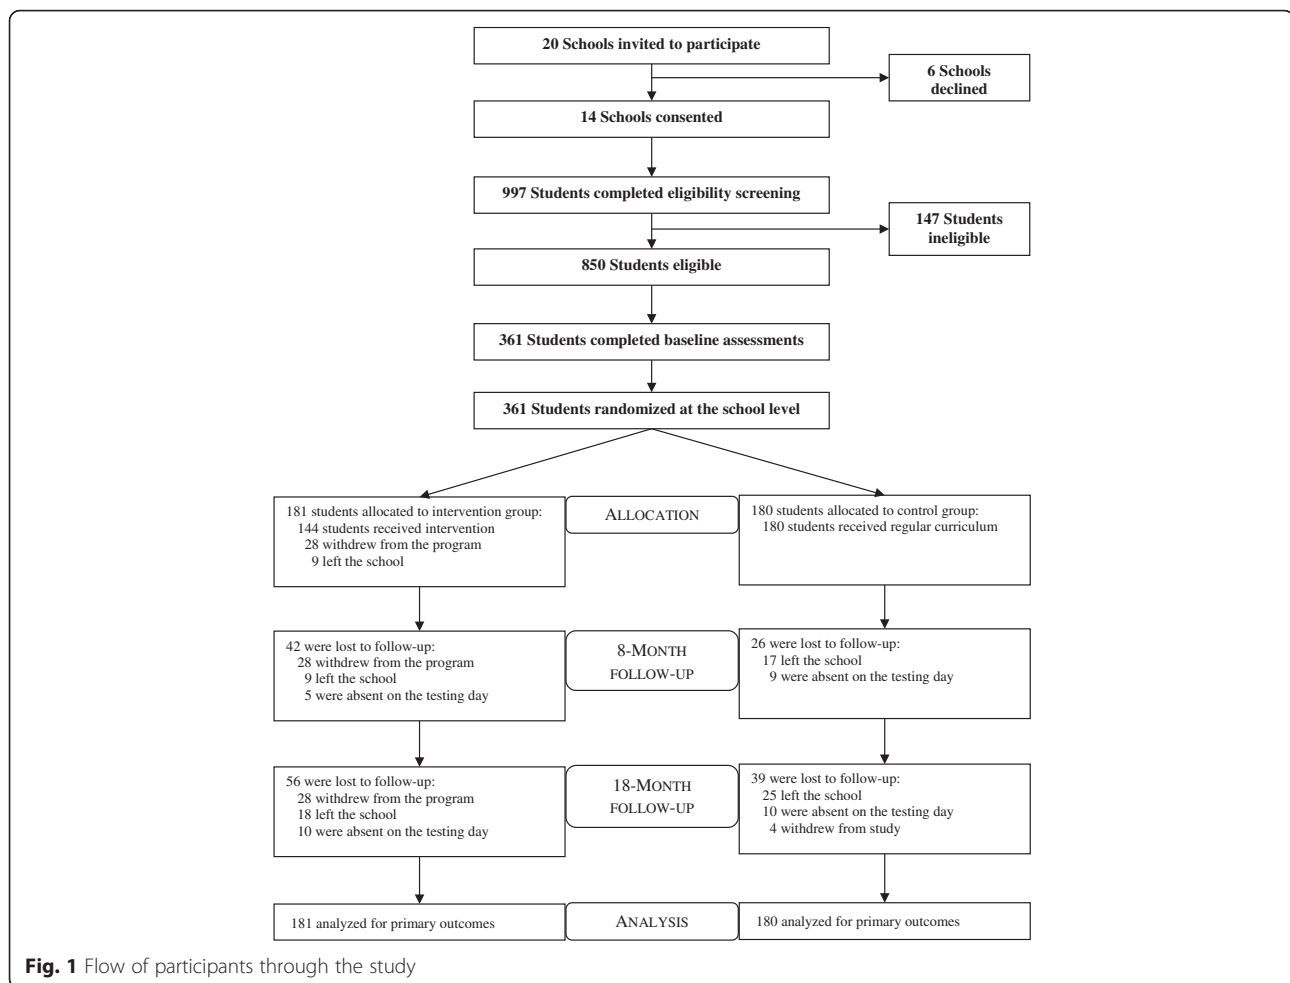 20 Schools invited to participate
6 Schools
declined
14 Schools consented
997 Students completed eligibility screening
147 Students
ineligible
850 Students eligible
361 Students completed baseline assessments
361 Students randomized at the school level
181 students allocated to intervention group:
144 students received intervention
28 withdrew from the program
9 left the school
ALLOCATION
180 students allocated to control group:
180 students received regular curriculum
42 were lost to follow-up:
28 withdrew from the program
9 left the school
5 were absent on the testing day
8-MONTH
FOLLOW-UP
26 were lost to follow-up:
17 left the school
9 were absent on the testing day
56 were lost to follow-up:
28 withdrew from the program
18 left the school
10 were absent on the testing day
18-MONTH
FOLLOW-UP
39 were lost to follow-up:
25 left the school
10 were absent on the testing day
4 withdrew from study
181 analyzed for primary outcomes
ANALYSIS
180 analyzed for primary outcomes
Fig. 1 Flow of participants through the study